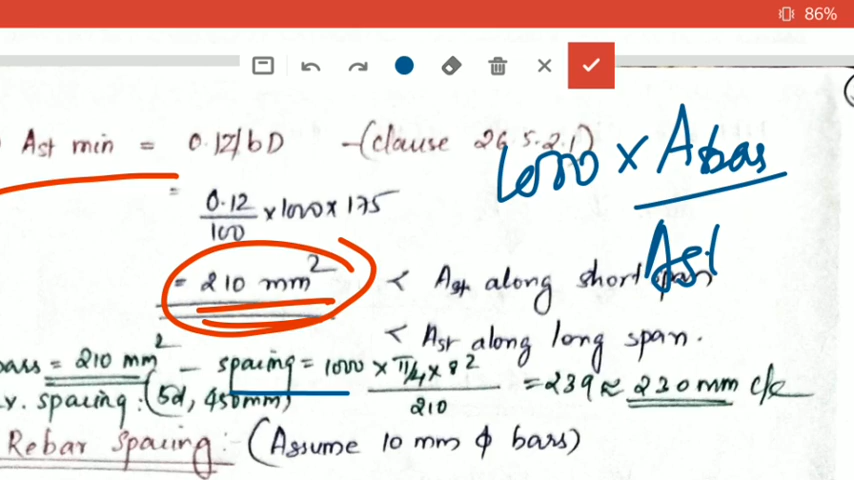 86%
Ast min = 0.12% bD -(clause 26.5.2.1)
1000 × Abar
Ast
= 0.12/100 × 1000 × 175
= 210 mm² < Ast along short span
< Ast along long span.
bars = 210 mm² - spacing = 1000 × π/4 × 8² / 210 = 239 ≈ 230 mm c/c
x. spacing: (5d, 450mm)
Rebar Spacing: (Assume 10 mm ϕ bars)